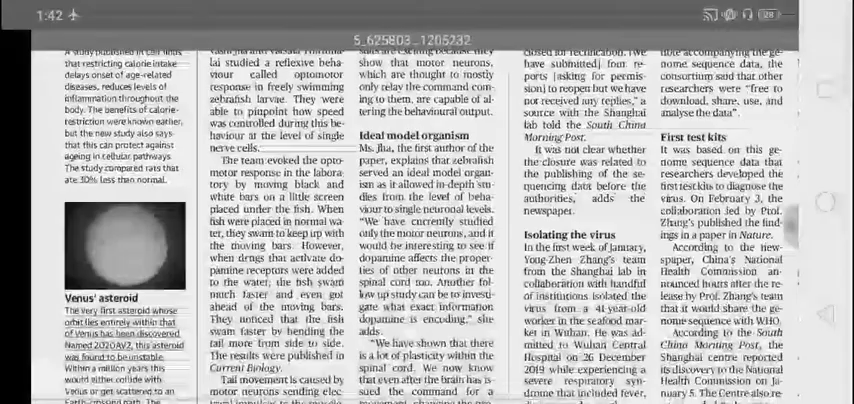 1:42
28
5_625803_1205232
A study published in Cell finds
that restricting calorie intake
delays onset of age-related
diseases, reduces levels of
inflammation throughout the
body. The benefits of calorie-
restriction were known earlier,
but the new study also says
that this can protect against
ageing in cellular pathways
The study compared rats that
ate 30% less than normal.
Venus' asteroid
The very first asteroid whose
orbit lies entirely within that
of Venus has been discovered
Named 2020AV2, this asteroid
was found to be unstable
Within a million years this
would either collide with
Venus or get scattered to an
Earth-crossing path. The
lai studied a reflexive beha-
viour called optomotor
response in freely swimming
zebrafish larvae. They were
able to pinpoint how speed
was controlled during this be-
haviour at the level of single
nerve cells.
The team evoked the opto-
motor response in the labora-
tory by moving black and
white bars on a little screen
placed under the fish. When
fish were placed in normal wa-
ter, they swam to keep up with
the moving bars. However,
when drugs that activate do-
pamine receptors were added
to the water, the fish swam
much faster and even got
ahead of the moving bars.
They noticed that the fish
swam faster by bending the
tail more from side to side.
The results were published in
Current Biology.
Tail movement is caused by
motor neurons sending elec-
sults are exciting because they
show that motor neurons,
which are thought to mostly
only relay the command com-
ing to them, are capable of al-
tering the behavioural output.
Ideal model organism
Ms. Jha, the first author of the
paper, explains that zebrafish
served an ideal model organ-
ism as it allowed in-depth stu-
dies from the level of beha-
viour to single neuronal levels.
"We have currently studied
only the motor neurons, and it
would be interesting to see if
dopamine affects the proper-
ties of other neurons in the
spinal cord too. Another fol-
low up study can be to investi-
gate what exact information
dopamine is encoding," she
adds.
"We have shown that there
is a lot of plasticity within the
spinal cord. We now know
that even after the brain has is-
sued the command for a
closed for rectification. [We
have submitted] four re-
ports [asking for permis-
sion] to reopen but we have
not received any replies," a
source with the Shanghai
lab told the South China
Morning Post.
It was not clear whether
the closure was related to
the publishing of the se-
quencing data before the
authorities, adds the
newspaper.
Isolating the virus
In the first week of January,
Yong-Zhen Zhang's team
from the Shanghai lab in
collaboration with handful
of institutions isolated the
virus from a 41-year-old
worker in the seafood mar-
ket in Wuhan. He was ad-
mitted to Wuhan Central
Hospital on 26 December
2019 while experiencing a
severe respiratory syn-
drome that included fever,
note accompanying the ge-
nome sequence data, the
consortium said that other
researchers were "free to
download, share, use, and
analyse the data".
First test kits
It was based on this ge-
nome sequence data that
researchers developed the
first test kits to diagnose the
virus. On February 3, the
collaboration led by Prof.
Zhang's published the find-
ings in a paper in Nature.
According to the news-
paper, China's National
Health Commission an-
nounced hours after the re-
lease by Prof. Zhang's team
that it would share the ge-
nome sequence with WHO.
According to the South
China Morning Post, the
Shanghai centre reported
its discovery to the National
Health Commission on Ja-
nuary 5. The Centre also re-